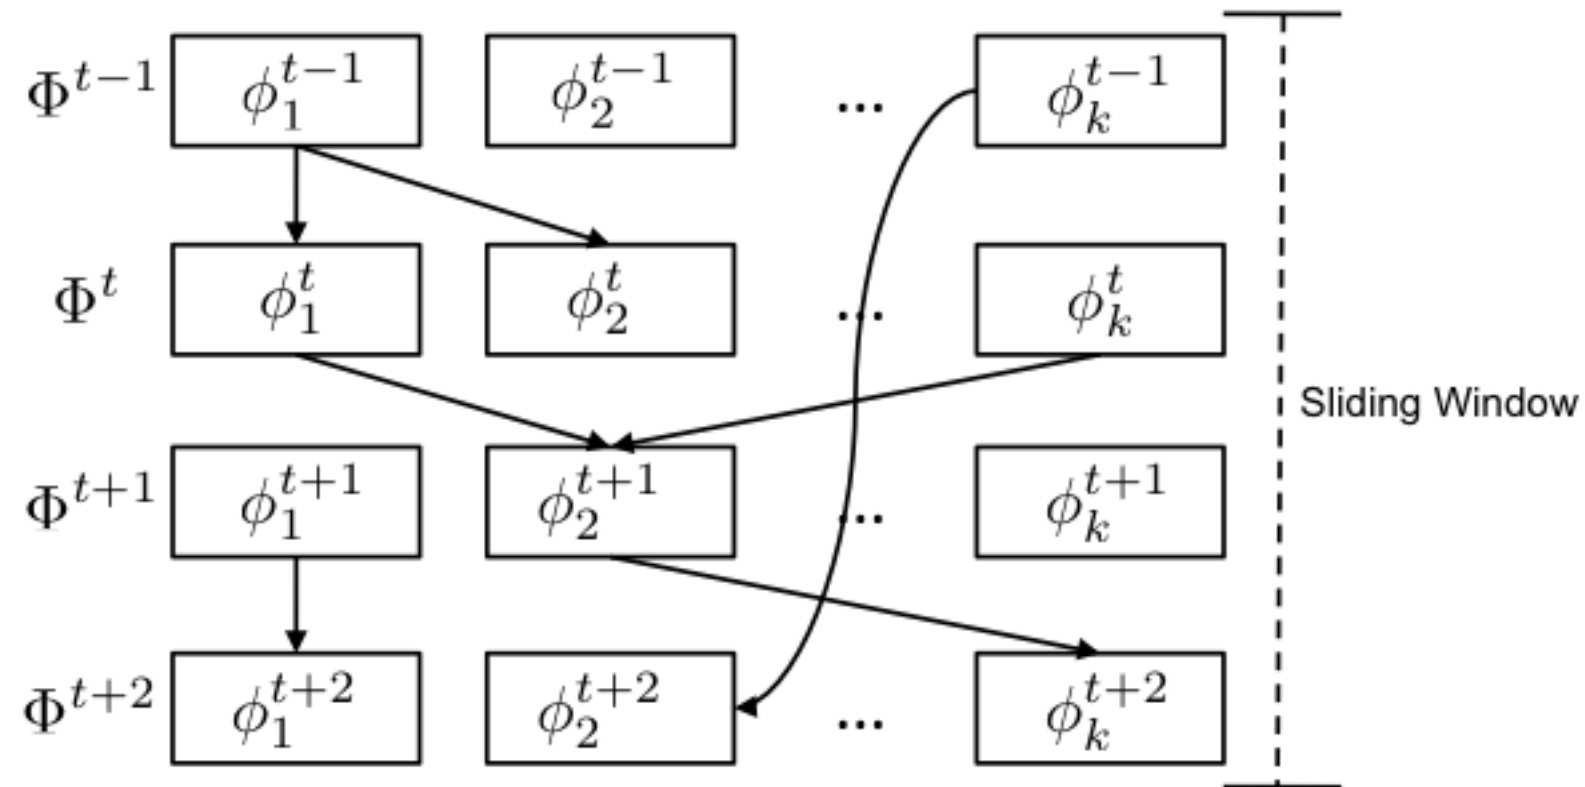 Φ^{t−1} ϕ_1^{t−1} ϕ_2^{t−1} ... ϕ_k^{t−1}
Φ^t ϕ_1^t ϕ_2^t ... ϕ_k^t
Sliding Window
Φ^{t+1} ϕ_1^{t+1} ϕ_2^{t+1} ... ϕ_k^{t+1}
Φ^{t+2} ϕ_1^{t+2} ϕ_2^{t+2} ... ϕ_k^{t+2}